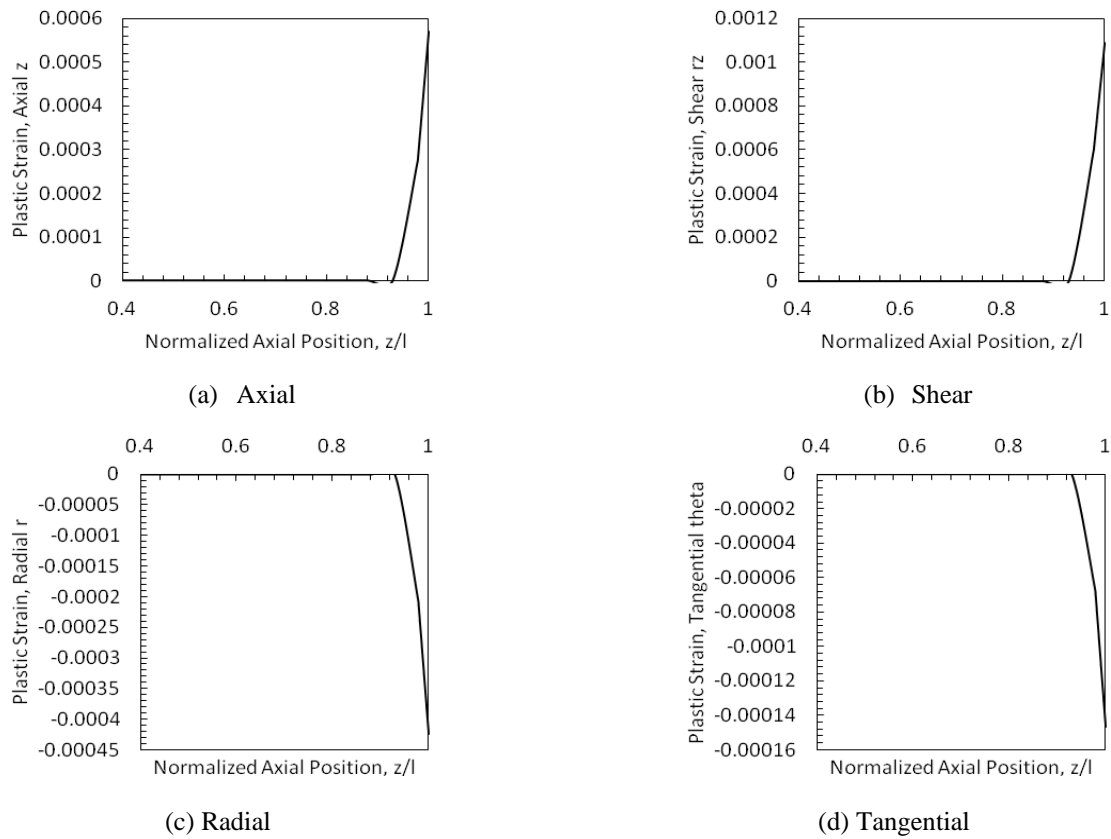 0.0006
0.0005
0.0004
0.0003
0.0002
0.0001
0
Plastic Strain, Axial z
0.4 0.6 0.8 1
Normalized Axial Position, z/l
(a) Axial
0.0012
0.001
0.0008
0.0006
0.0004
0.0002
0
Plastic Strain, Shear rz
0.4 0.6 0.8 1
Normalized Axial Position, z/l
(b) Shear
0.4 0.6 0.8 1
0
-0.00005
-0.0001
-0.00015
-0.0002
-0.00025
-0.0003
-0.00035
-0.0004
-0.00045
Plastic Strain, Radial r
Normalized Axial Position, z/l
(c) Radial
0.4 0.6 0.8 1
0
-0.00002
-0.00004
-0.00006
-0.00008
-0.0001
-0.00012
-0.00014
-0.00016
Plastic Strain, Tangential theta
Normalized Axial Position, z/l
(d) Tangential